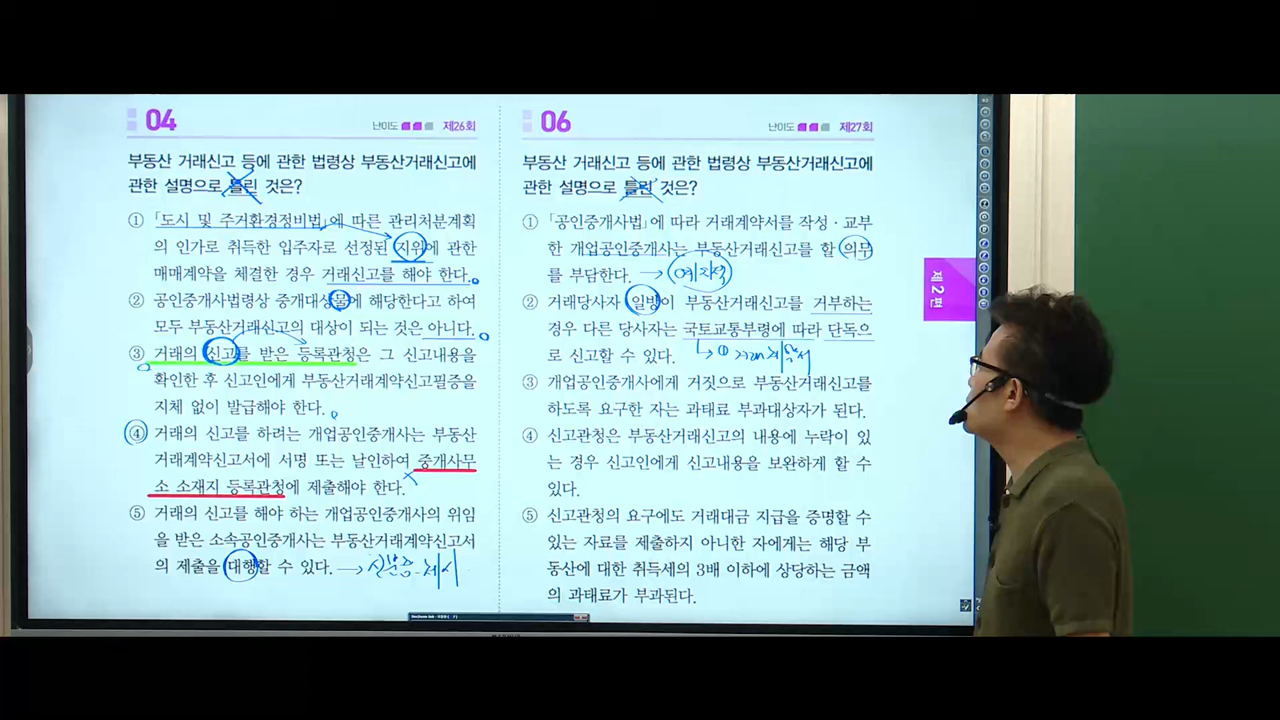 04
난이도 제26회
부동산 거래신고 등에 관한 법령상 부동산거래신고에
관한 설명으로 틀린 것은?
① 「도시 및 주거환경정비법」에 따른 관리처분계획
의 인가로 취득한 입주자로 선정된 지위에 관한
매매계약을 체결한 경우 거래신고를 해야 한다.
② 공인중개사법령상 중개대상물에 해당한다고 하여
모두 부동산거래신고의 대상이 되는 것은 아니다.
③ 거래의 신고를 받은 등록관청은 그 신고내용을
확인한 후 신고인에게 부동산거래계약신고필증을
지체 없이 발급해야 한다.
④ 거래의 신고를 하려는 개업공인중개사는 부동산
거래계약신고서에 서명 또는 날인하여 중개사무
소 소재지 등록관청에 제출해야 한다.
⑤ 거래의 신고를 해야 하는 개업공인중개사의 위임
을 받은 소속공인중개사는 부동산거래계약신고서
의 제출을 대행할 수 있다. → 신분증 제시
06
난이도 제27회
부동산 거래신고 등에 관한 법령상 부동산거래신고에
관한 설명으로 틀린 것은?
① 「공인중개사법」에 따라 거래계약서를 작성·교부
한 개업공인중개사는 부동산거래신고를 할 의무
를 부담한다. →
② 거래당사자 일방이 부동산거래신고를 거부하는
경우 다른 당사자는 국토교통부령에 따라 단독으
로 신고할 수 있다.
③ 개업공인중개사에게 거짓으로 부동산거래신고를
하도록 요구한 자는 과태료 부과대상자가 된다.
④ 신고관청은 부동산거래신고의 내용에 누락이 있
는 경우 신고인에게 신고내용을 보완하게 할 수
있다.
⑤ 신고관청의 요구에도 거래대금 지급을 증명할 수
있는 자료를 제출하지 아니한 자에게는 해당 부
동산에 대한 취득세의 3배 이하에 상당하는 금액
의 과태료가 부과된다.
제2편